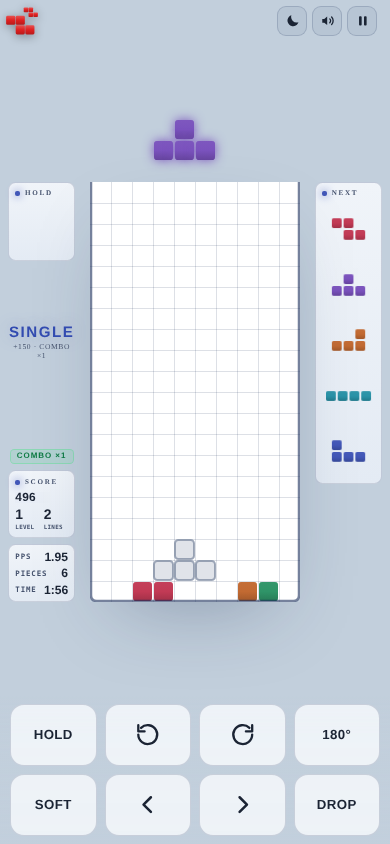 HOLD
NEXT
SINGLE
+150 · COMBO
×1
COMBO ×1
SCORE
496
1 2
LEVEL LINES
PPS 1.95
PIECES 6
TIME 1:56
HOLD
180°
SOFT
DROP